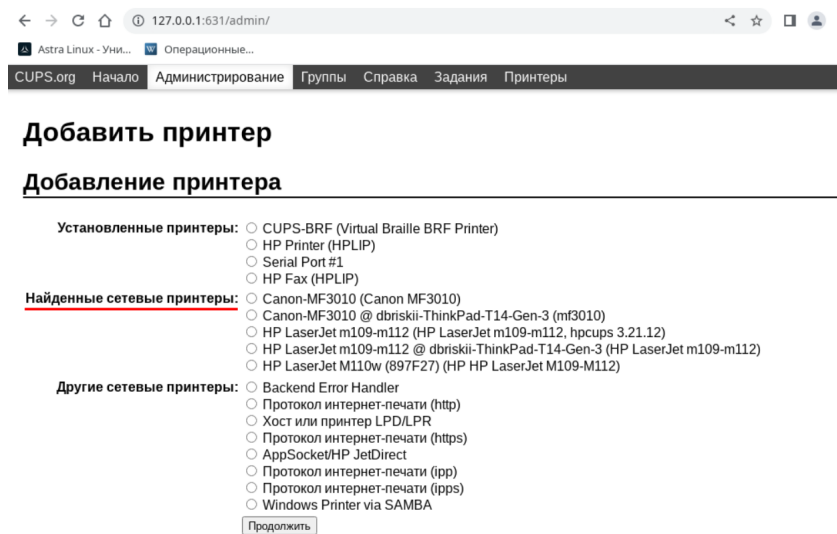 127.0.0.1:631/admin/
Astra Linux - Уни... Операционные...
CUPS.org Начало Администрирование Группы Справка Задания Принтеры
Добавить принтер
Добавление принтера
Установленные принтеры: CUPS-BRF (Virtual Braille BRF Printer)
HP Printer (HPLIP)
Serial Port #1
HP Fax (HPLIP)
Найденные сетевые принтеры: Canon-MF3010 (Canon MF3010)
Canon-MF3010 @ dbriskii-ThinkPad-T14-Gen-3 (mf3010)
HP LaserJet m109-m112 (HP LaserJet m109-m112, hpcups 3.21.12)
HP LaserJet m109-m112 @ dbriskii-ThinkPad-T14-Gen-3 (HP LaserJet m109-m112)
HP LaserJet M110w (897F27) (HP HP LaserJet M109-M112)
Другие сетевые принтеры: Backend Error Handler
Протокол интернет-печати (http)
Хост или принтер LPD/LPR
Протокол интернет-печати (https)
AppSocket/HP JetDirect
Протокол интернет-печати (ipp)
Протокол интернет-печати (ipps)
Windows Printer via SAMBA
Продолжить